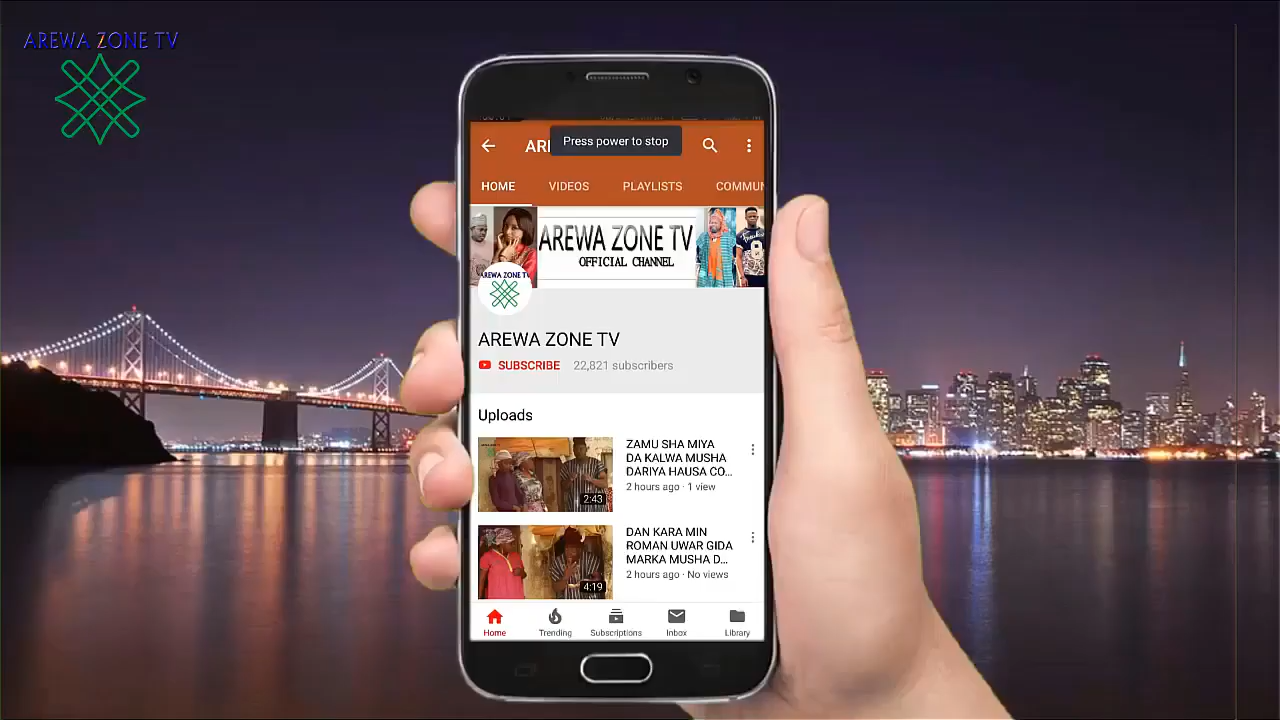 AREWA ZONE TV
Press power to stop
HOME VIDEOS PLAYLISTS COMMUN
AREWA ZONE TV
OFFICIAL CHANNEL
AREWA ZONE TV
AREWA ZONE TV
SUBSCRIBE 22,821 subscribers
Uploads
ZAMU SHA MIYA
DA KALWA MUSHA
DARIYA HAUSA CO...
2 hours ago · 1 view
2:43
DAN KARA MIN
ROMAN UWAR GIDA
MARKA MUSHA D...
2 hours ago · No views
4:19
Home Trending Subscriptions Inbox Library